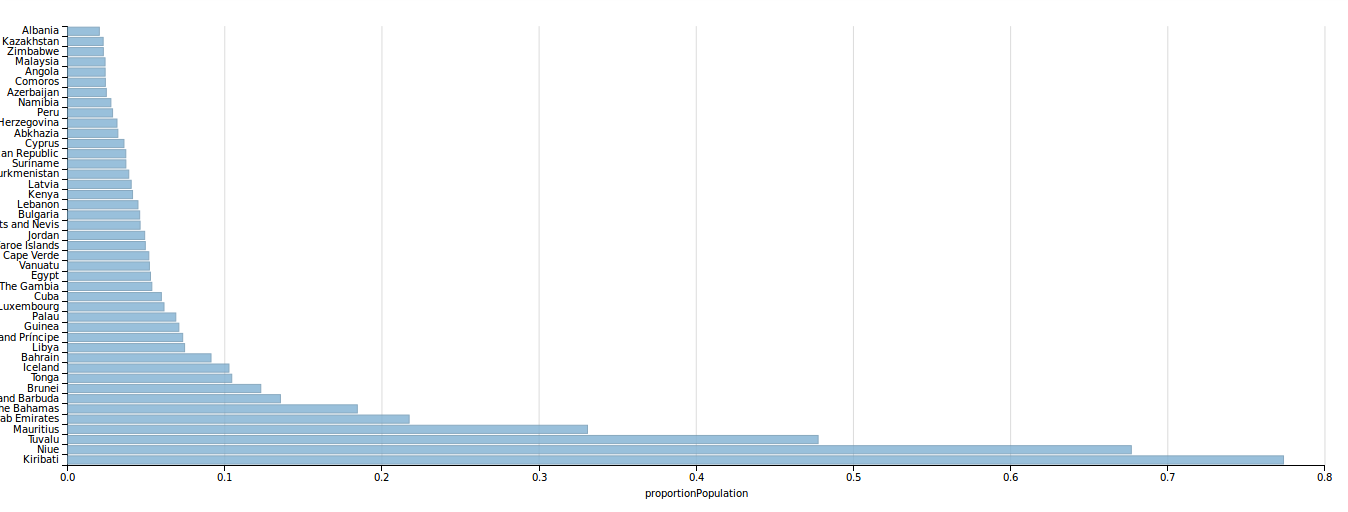 Albania
Kazakhstan
Zimbabwe
Malaysia
Angola
Comoros
Azerbaijan
Namibia
Peru
Herzegovina
Abkhazia
Cyprus
an Republic
Suriname
urkmenistan
Latvia
Kenya
Lebanon
Bulgaria
ts and Nevis
Jordan
aroe Islands
Cape Verde
Vanuatu
Egypt
The Gambia
Cuba
Luxembourg
Palau
Guinea
and Príncipe
Libya
Bahrain
Iceland
Tonga
Brunei
and Barbuda
he Bahamas
ab Emirates
Mauritius
Tuvalu
Niue
Kiribati
0.0 0.1 0.2 0.3 0.4 0.5 0.6 0.7 0.8
proportionPopulation